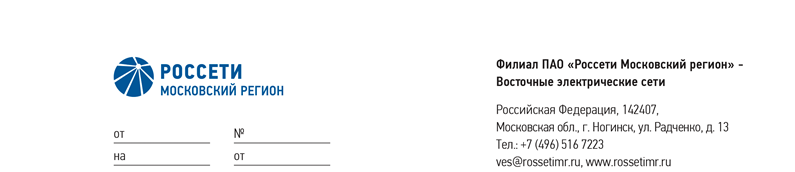 РОССЕТИ
МОСКОВСКИЙ РЕГИОН
от №
на от
Филиал ПАО «Россети Московский регион» -
Восточные электрические сети
Российская Федерация, 142407,
Московская обл., г. Ногинск, ул. Радченко, д. 13
Тел.: +7 (496) 516 7223
ves@rossetimr.ru, www.rossetimr.ru